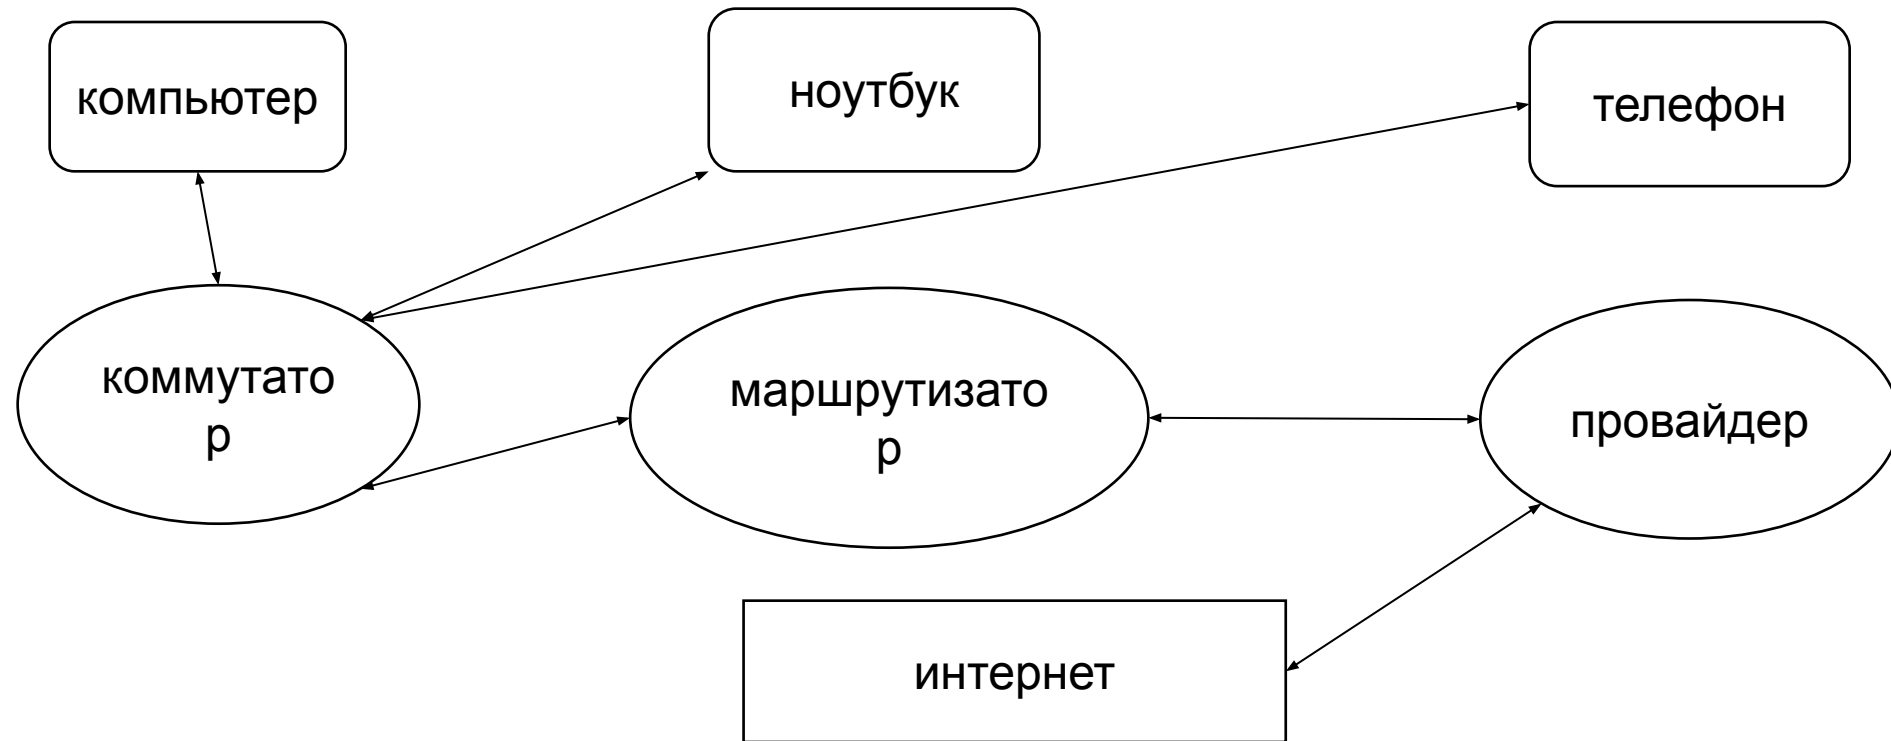 компьютер
ноутбук
телефон
коммутато
р
маршрутизато
р
провайдер
интернет